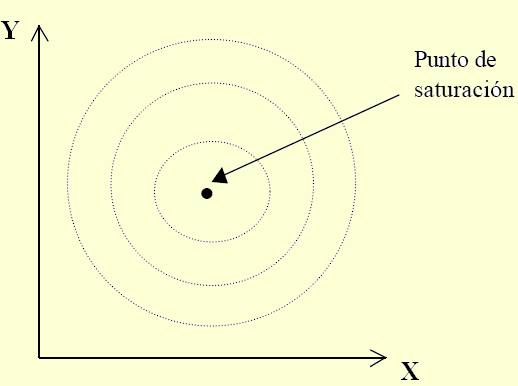 Y
Punto de
saturación
X